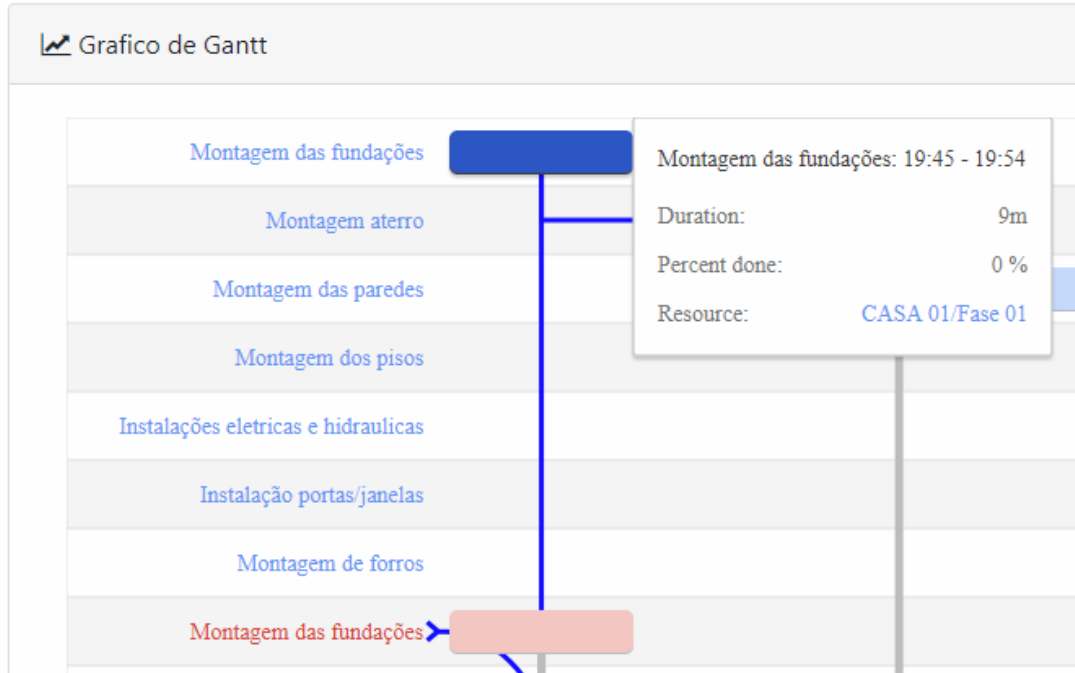 Grafico de Gantt
Montagem das fundações
Montagem das fundações: 19:45 - 19:54
Montagem aterro
Duration: 9m
Percent done: 0 %
Montagem das paredes
Resource: CASA 01/Fase 01
Montagem dos pisos
Instalações eletricas e hidraulicas
Instalação portas/janelas
Montagem de forros
Montagem das fundações